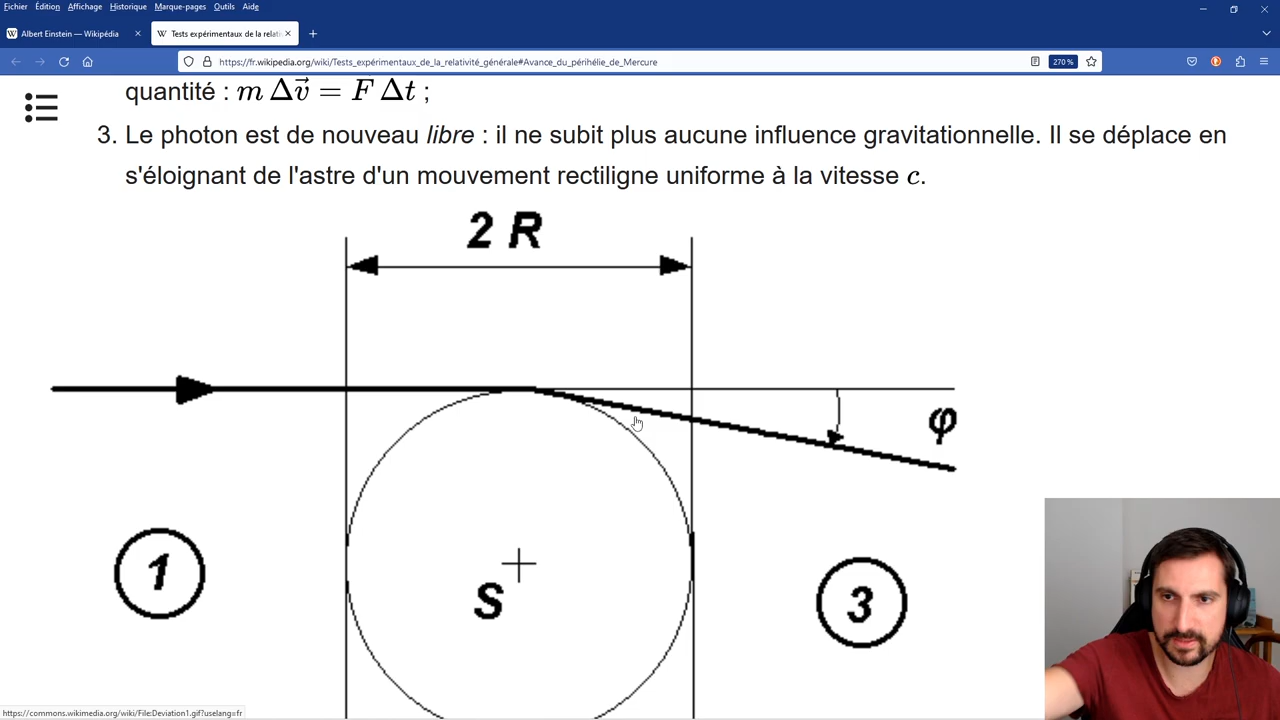 Fichier Édition Affichage Historique Marque-pages Outils Aide
Albert Einstein — Wikipédia
Tests expérimentaux de la relati
https://fr.wikipedia.org/wiki/Tests_expérimentaux_de_la_relativité_générale#Avance_du_périhélie_de_Mercure
270 %
quantité : m Δv⃗ = F Δt ;
3. Le photon est de nouveau libre : il ne subit plus aucune influence gravitationnelle. Il se déplace en
s'éloignant de l'astre d'un mouvement rectiligne uniforme à la vitesse c.
2 R
φ
1
S
3
https://commons.wikimedia.org/wiki/File:Deviation1.gif?uselang=fr